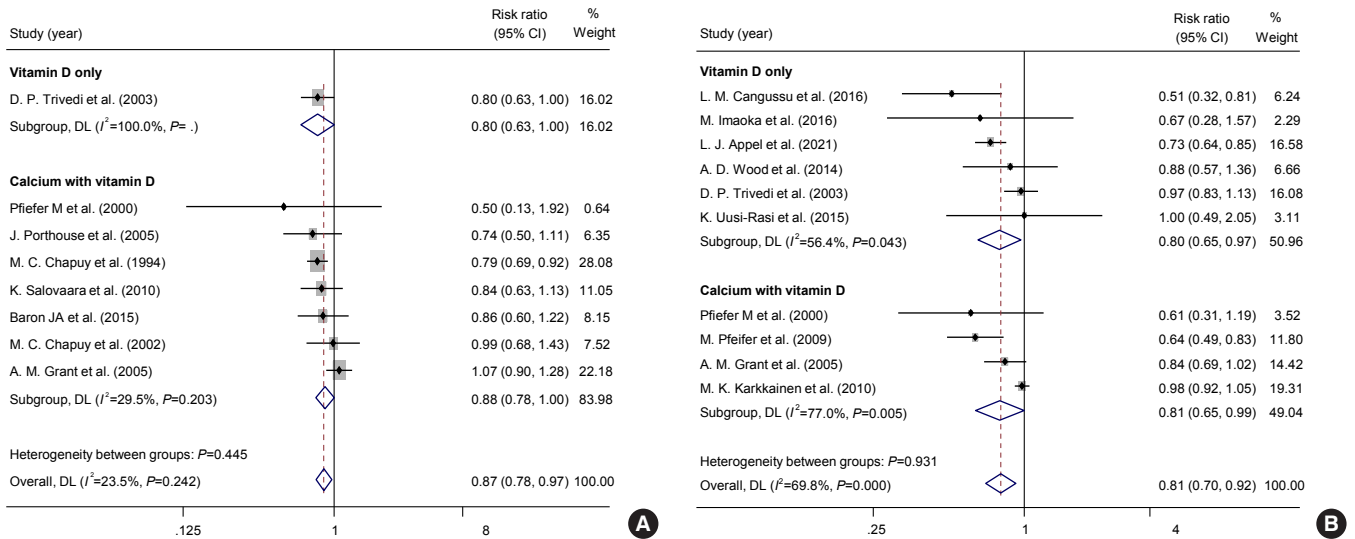 Risk ratio %
Study (year) (95% CI) Weight
Vitamin D only
D. P. Trivedi et al. (2003) 0.80 (0.63, 1.00) 16.02
Subgroup, DL (I²=100.0%, P= .) 0.80 (0.63, 1.00) 16.02
Calcium with vitamin D
Pfiefer M et al. (2000) 0.50 (0.13, 1.92) 0.64
J. Porthouse et al. (2005) 0.74 (0.50, 1.11) 6.35
M. C. Chapuy et al. (1994) 0.79 (0.69, 0.92) 28.08
K. Salovaara et al. (2010) 0.84 (0.63, 1.13) 11.05
Baron JA et al. (2015) 0.86 (0.60, 1.22) 8.15
M. C. Chapuy et al. (2002) 0.99 (0.68, 1.43) 7.52
A. M. Grant et al. (2005) 1.07 (0.90, 1.28) 22.18
Subgroup, DL (I²=29.5%, P=0.203) 0.88 (0.78, 1.00) 83.98
Heterogeneity between groups: P=0.445
Overall, DL (I²=23.5%, P=0.242) 0.87 (0.78, 0.97) 100.00
.125 1 8
A
Risk ratio %
Study (year) (95% CI) Weight
Vitamin D only
L. M. Cangussu et al. (2016) 0.51 (0.32, 0.81) 6.24
M. Imaoka et al. (2016) 0.67 (0.28, 1.57) 2.29
L. J. Appel et al. (2021) 0.73 (0.64, 0.85) 16.58
A. D. Wood et al. (2014) 0.88 (0.57, 1.36) 6.66
D. P. Trivedi et al. (2003) 0.97 (0.83, 1.13) 16.08
K. Uusi-Rasi et al. (2015) 1.00 (0.49, 2.05) 3.11
Subgroup, DL (I²=56.4%, P=0.043) 0.80 (0.65, 0.97) 50.96
Calcium with vitamin D
Pfiefer M et al. (2000) 0.61 (0.31, 1.19) 3.52
M. Pfeifer et al. (2009) 0.64 (0.49, 0.83) 11.80
A. M. Grant et al. (2005) 0.84 (0.69, 1.02) 14.42
M. K. Karkkainen et al. (2010) 0.98 (0.92, 1.05) 19.31
Subgroup, DL (I²=77.0%, P=0.005) 0.81 (0.65, 0.99) 49.04
Heterogeneity between groups: P=0.931
Overall, DL (I²=69.8%, P=0.000) 0.81 (0.70, 0.92) 100.00
.25 1 4
B